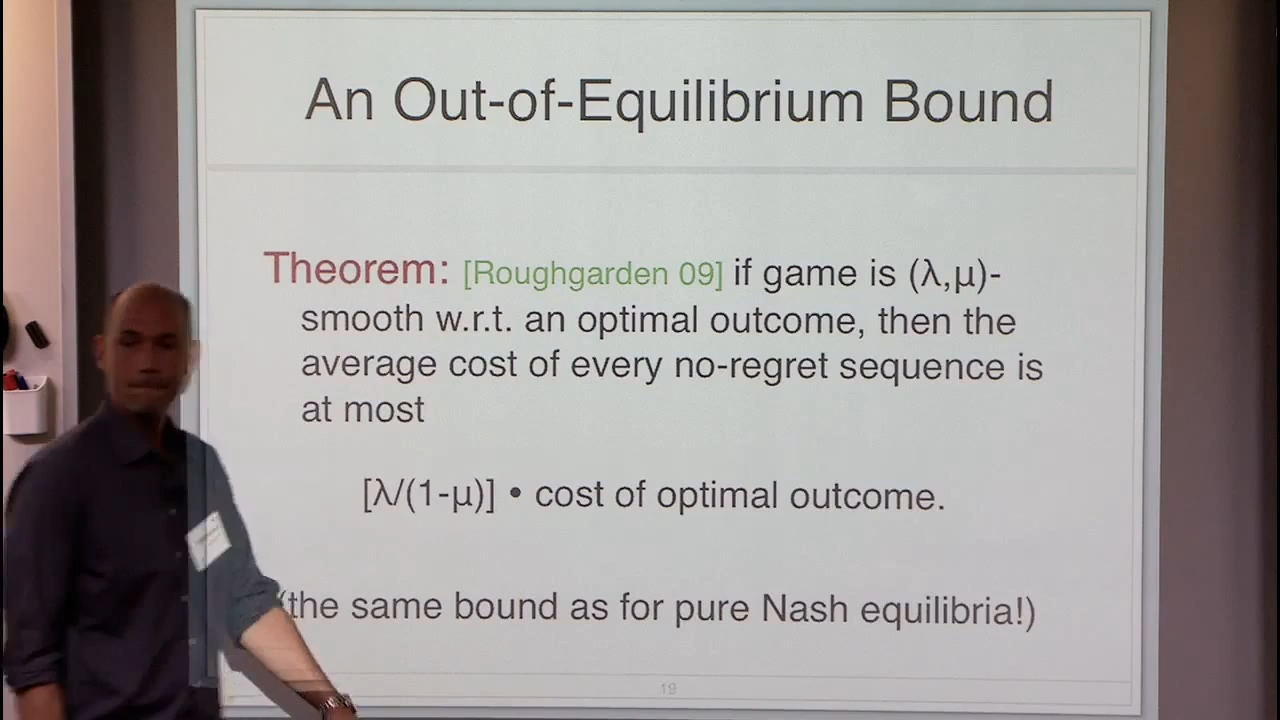 An Out-of-Equilibrium Bound
Theorem: [Roughgarden 09] if game is (λ,μ)-
smooth w.r.t. an optimal outcome, then the
average cost of every no-regret sequence is
at most
[λ/(1-μ)] • cost of optimal outcome.
(the same bound as for pure Nash equilibria!)
19